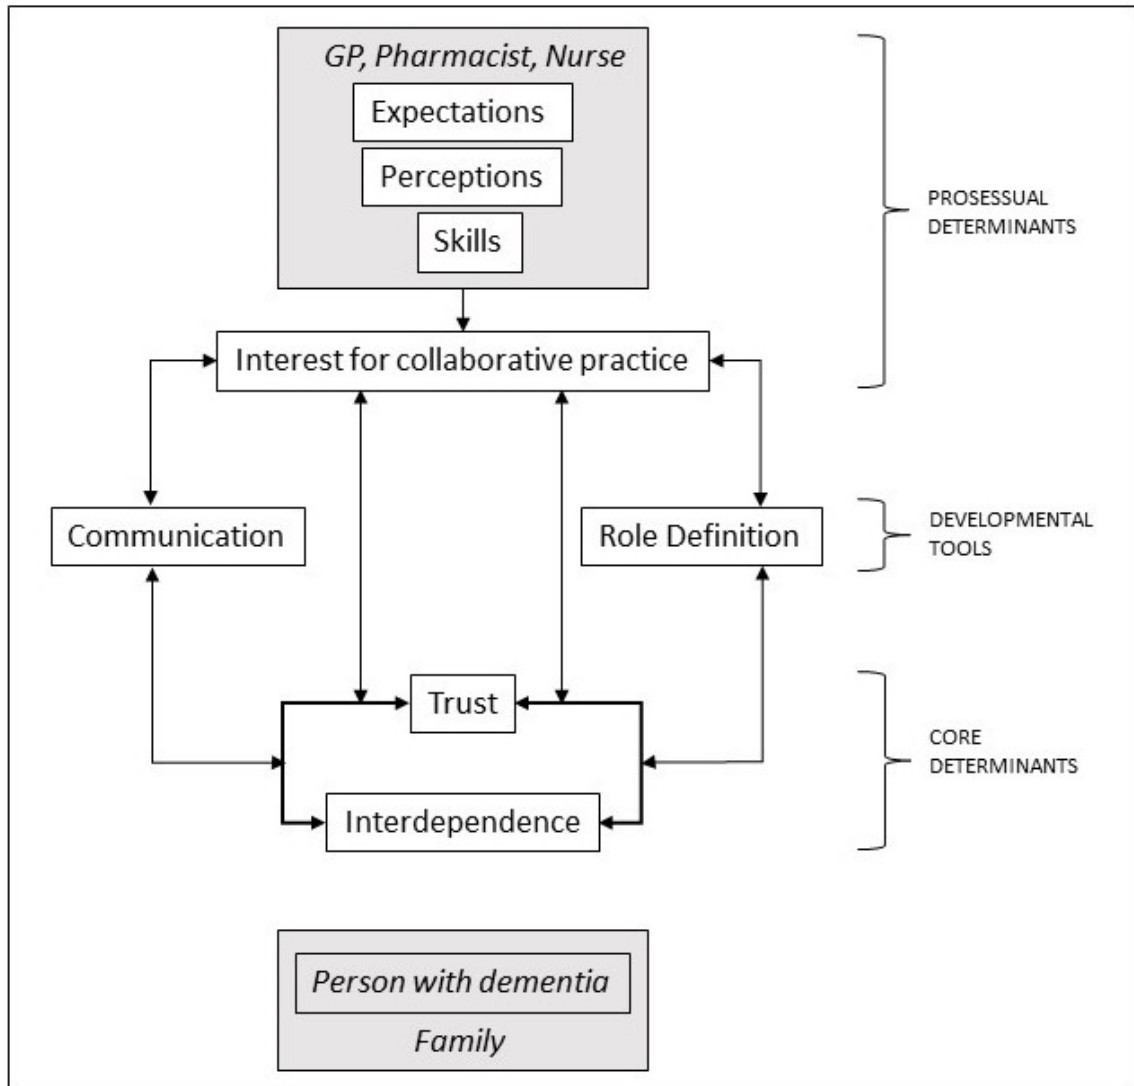 GP, Pharmacist, Nurse
Expectations
Perceptions
Skills
PROSESSUAL
DETERMINANTS
Interest for collaborative practice
Communication
Role Definition
DEVELOPMENTAL
TOOLS
Trust
Interdependence
CORE
DETERMINANTS
Person with dementia
Family